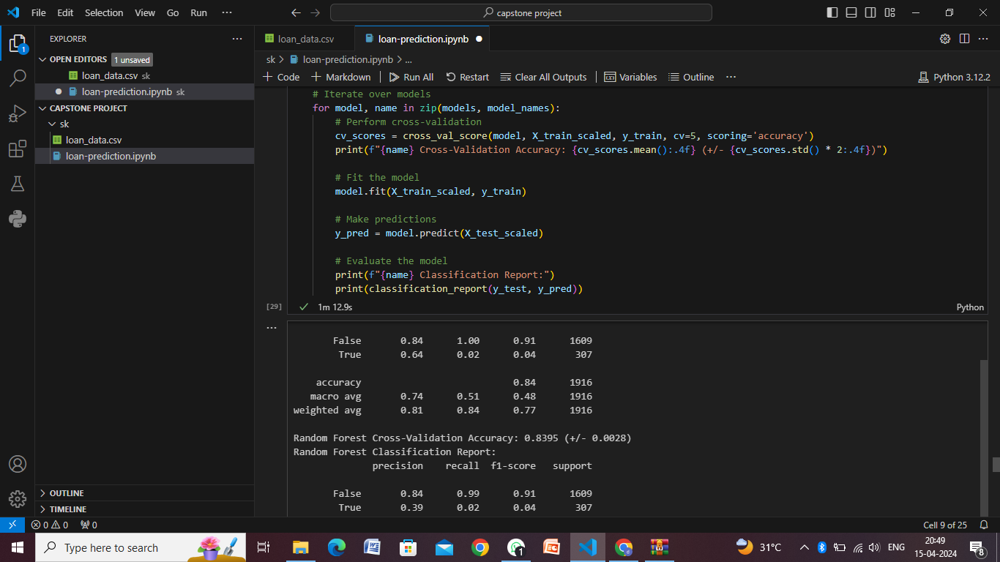 File Edit Selection View Go Run ···
capstone project
EXPLORER
OPEN EDITORS 1 unsaved
loan_data.csv sk
loan-prediction.ipynb sk
CAPSTONE PROJECT
sk
loan_data.csv
loan-prediction.ipynb
OUTLINE
TIMELINE
1
loan_data.csv
loan-prediction.ipynb
sk > loan-prediction.ipynb > ...
+ Code + Markdown Run All Restart Clear All Outputs Variables Outline ··· Python 3.12.2
# Iterate over models
for model, name in zip(models, model_names):
# Perform cross-validation
cv_scores = cross_val_score(model, X_train_scaled, y_train, cv=5, scoring='accuracy')
print(f"{name} Cross-Validation Accuracy: {cv_scores.mean():.4f} (+/- {cv_scores.std() * 2:.4f})")
# Fit the model
model.fit(X_train_scaled, y_train)
# Make predictions
y_pred = model.predict(X_test_scaled)
# Evaluate the model
print(f"{name} Classification Report:")
print(classification_report(y_test, y_pred))
[29] 1m 12.9s Python
...
False 0.84 1.00 0.91 1609
True 0.64 0.02 0.04 307
accuracy 0.84 1916
macro avg 0.74 0.51 0.48 1916
weighted avg 0.81 0.84 0.77 1916
Random Forest Cross-Validation Accuracy: 0.8395 (+/- 0.0028)
Random Forest Classification Report:
precision recall f1-score support
False 0.84 0.99 0.91 1609
True 0.39 0.02 0.04 307
0 0 0 Cell 9 of 25
Type here to search
W
1
31°C
ENG
20:49
15-04-2024
8